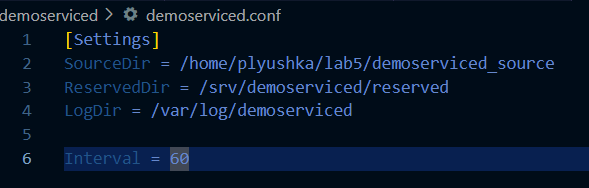 demoserviced > demoserviced.conf
1 [Settings]
2 SourceDir = /home/plyushka/lab5/demoserviced_source
3 ReservedDir = /srv/demoserviced/reserved
4 LogDir = /var/log/demoserviced
5
6 Interval = 60